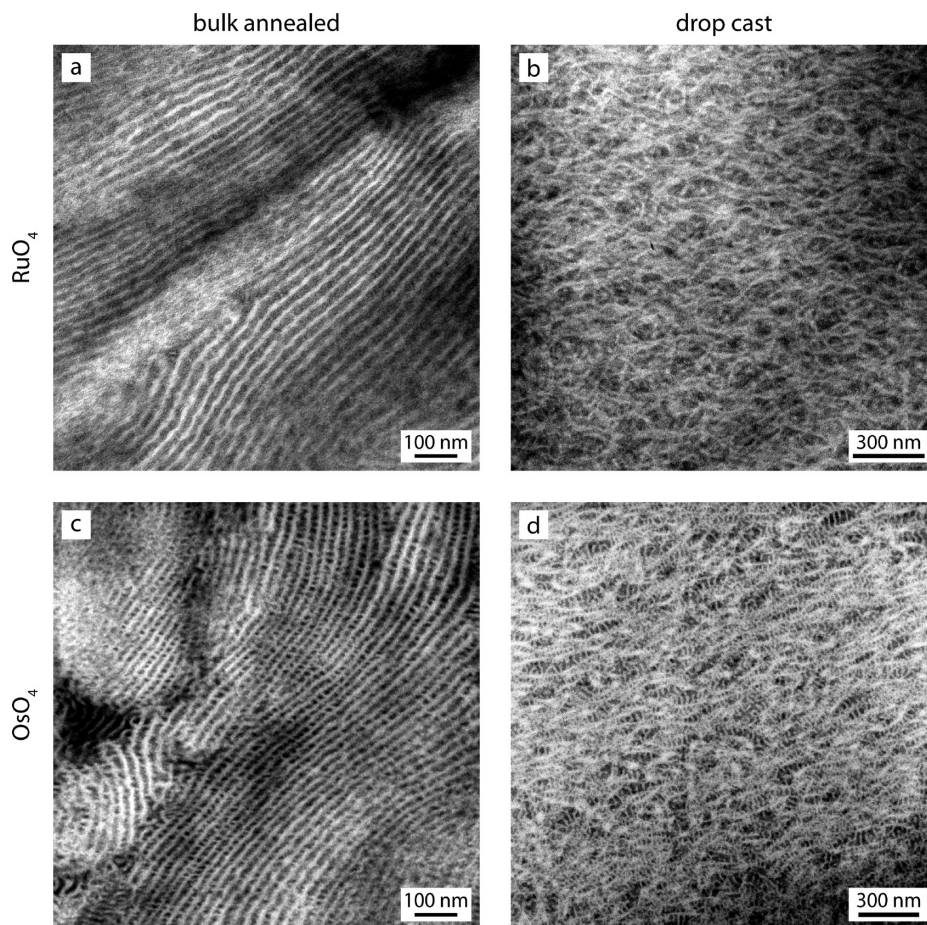 bulk annealed
drop cast
RuO₄
a
100 nm
b
300 nm
OsO₄
c
100 nm
d
300 nm